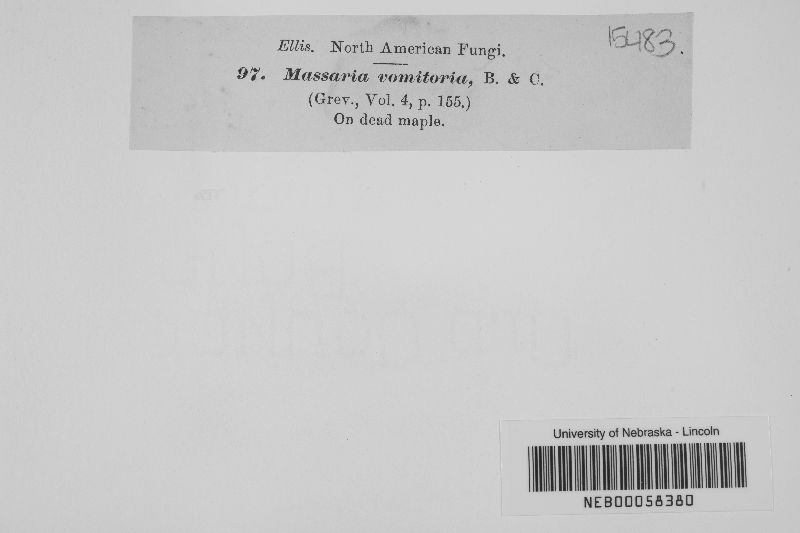 Ellis. North American Fungi.
15483.
97. Massaria vomitoria, B. & C.
(Grev., Vol. 4, p. 155.)
On dead maple.
University of Nebraska - Lincoln
NEB00058380